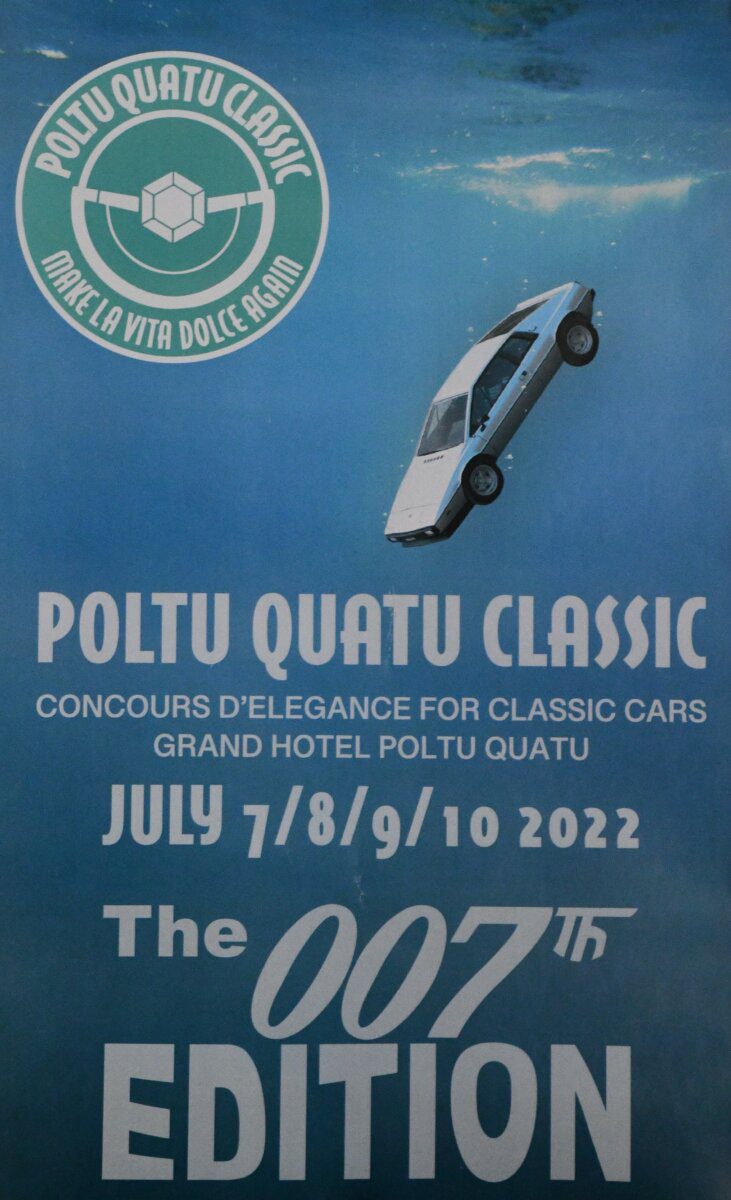 POLTU QUATU CLASSIC
MAKE LA VITA DOLCE AGAIN
POLTU QUATU CLASSIC
CONCOURS D'ELEGANCE FOR CLASSIC CARS
GRAND HOTEL POLTU QUATU
JULY 7/8/9/10 2022
The 007Th
EDITION